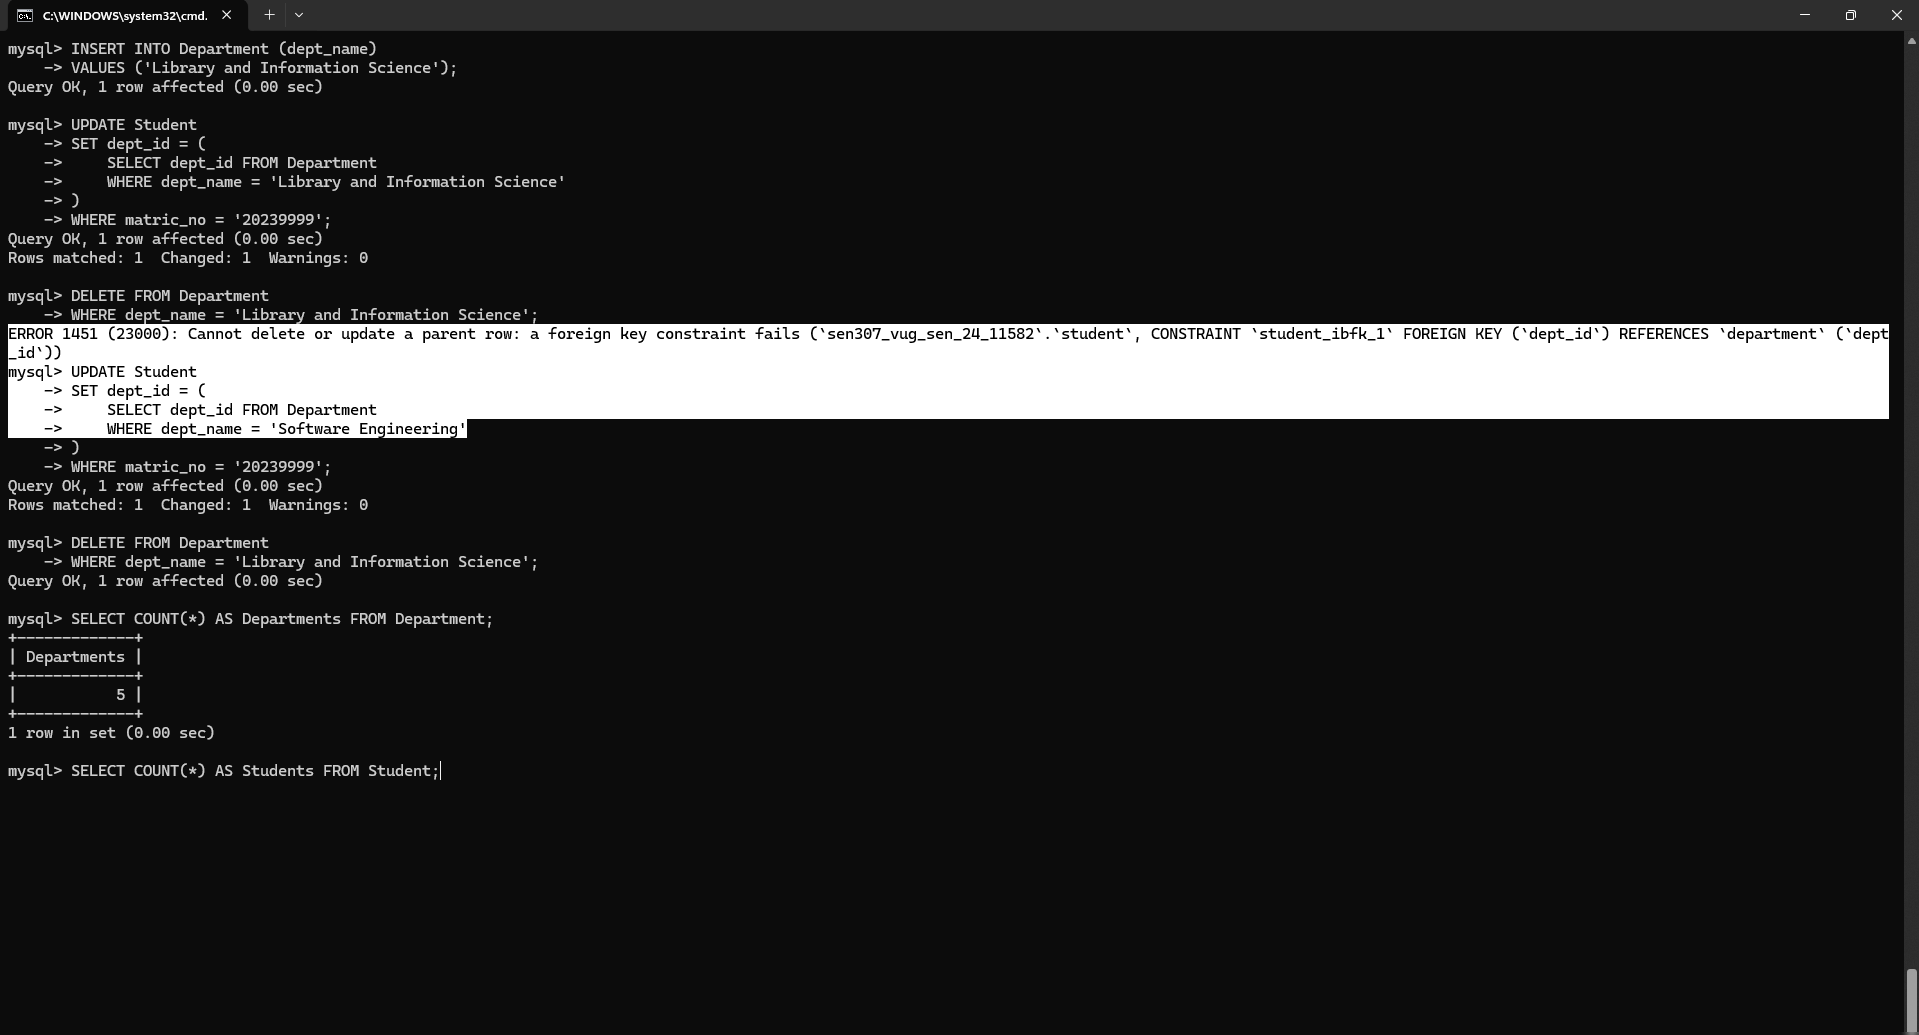 C:\WINDOWS\system32\cmd.
mysql> INSERT INTO Department (dept_name)
    -> VALUES ('Library and Information Science');
Query OK, 1 row affected (0.00 sec)

mysql> UPDATE Student
    -> SET dept_id = (
    ->     SELECT dept_id FROM Department
    ->     WHERE dept_name = 'Library and Information Science'
    -> )
    -> WHERE matric_no = '20239999';
Query OK, 1 row affected (0.00 sec)
Rows matched: 1  Changed: 1  Warnings: 0

mysql> DELETE FROM Department
    -> WHERE dept_name = 'Library and Information Science';
ERROR 1451 (23000): Cannot delete or update a parent row: a foreign key constraint fails (`sen307_vug_sen_24_11582`.`student`, CONSTRAINT `student_ibfk_1` FOREIGN KEY (`dept_id`) REFERENCES `department` (`dept
_id`))
mysql> UPDATE Student
    -> SET dept_id = (
    ->     SELECT dept_id FROM Department
    ->     WHERE dept_name = 'Software Engineering'
    -> )
    -> WHERE matric_no = '20239999';
Query OK, 1 row affected (0.00 sec)
Rows matched: 1  Changed: 1  Warnings: 0

mysql> DELETE FROM Department
    -> WHERE dept_name = 'Library and Information Science';
Query OK, 1 row affected (0.00 sec)

mysql> SELECT COUNT(*) AS Departments FROM Department;
+-------------+
| Departments |
+-------------+
|           5 |
+-------------+
1 row in set (0.00 sec)

mysql> SELECT COUNT(*) AS Students FROM Student;